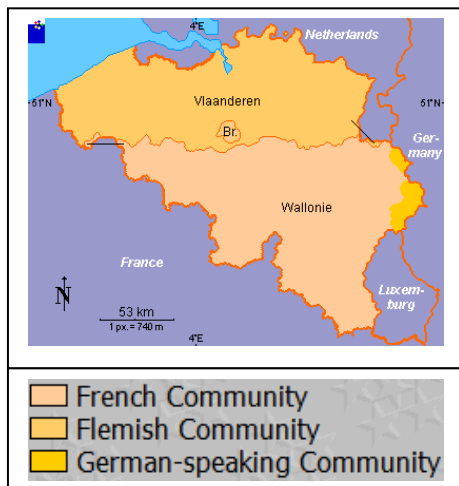 4°E
Netherlands
51°N
51°N
Vlaanderen
Br.
Ger-
many
Wallonie
France
Luxem-
burg
N
53 km
1 px. = 740 m
4°E
French Community
Flemish Community
German-speaking Community